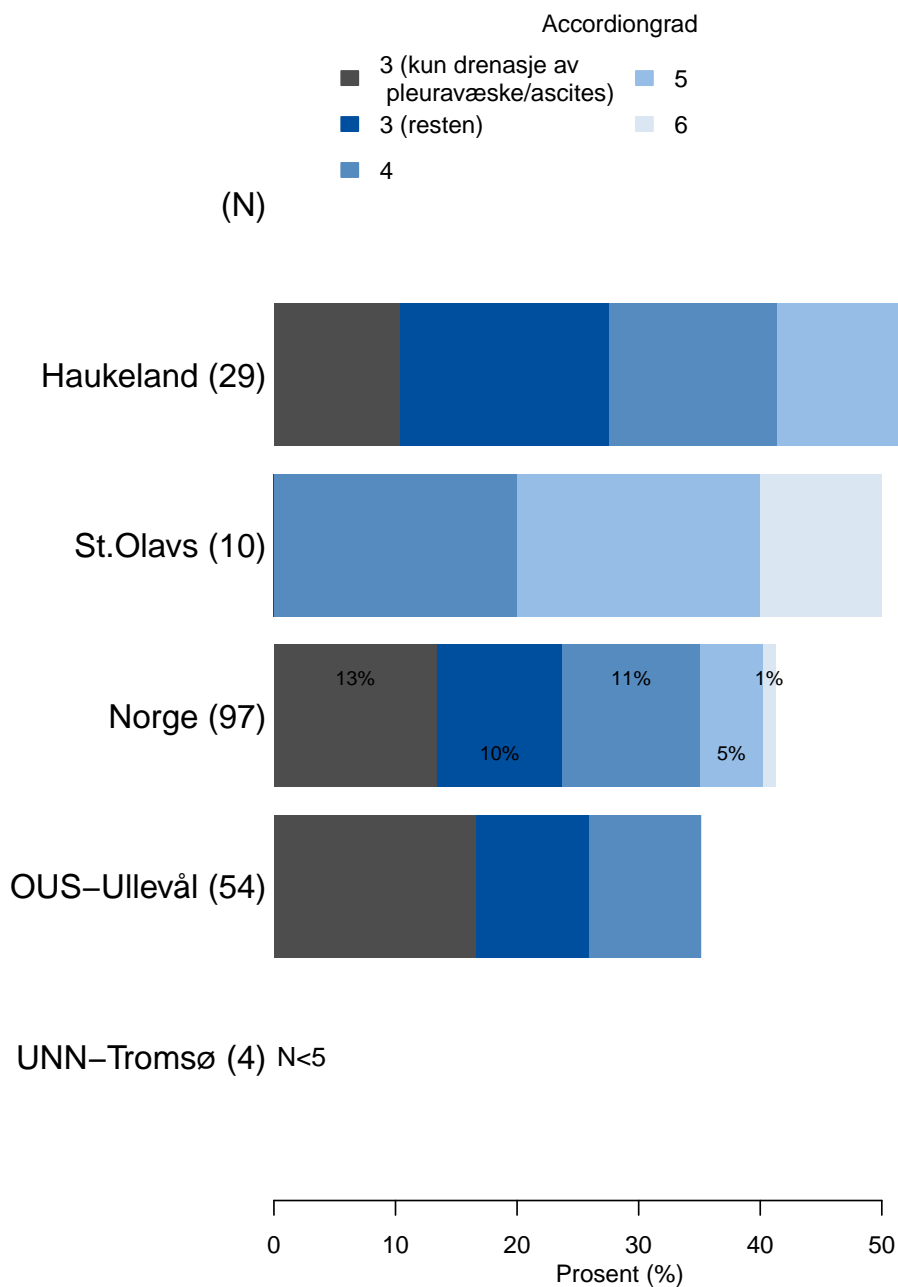 Accordiongrad
3 (kun drenasje av
pleuravæske/ascites)
3 (resten)
4
5
6
(N)
Haukeland (29)
St.Olavs (10)
Norge (97)
13%
10%
11%
5%
1%
OUS−Ullevål (54)
UNN−Tromsø (4) N<5
0 10 20 30 40 50
Prosent (%)